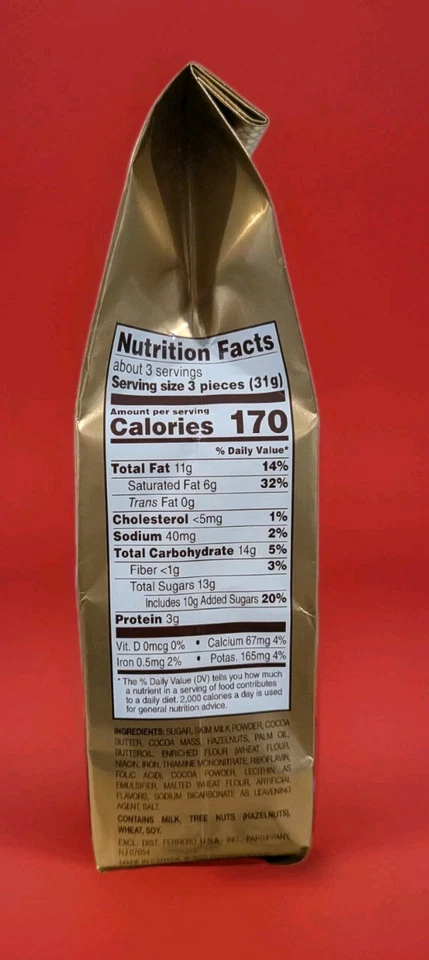 Nutrition Facts
about 3 servings
Serving size 3 pieces (31g)
Amount per serving
Calories 170
% Daily Value*
Total Fat 11g 14%
Saturated Fat 6g 32%
Trans Fat 0g
Cholesterol <5mg 1%
Sodium 40mg 2%
Total Carbohydrate 14g 5%
Fiber <1g 3%
Total Sugars 13g
Includes 10g Added Sugars 20%
Protein 3g
Vit. D 0mcg 0% • Calcium 67mg 4%
Iron 0.5mg 2% • Potas. 165mg 4%
* The % Daily Value (DV) tells you how much
a nutrient in a serving of food contributes
to a daily diet. 2,000 calories a day is used
for general nutrition advice.
INGREDIENTS: SUGAR, SKIM MILK POWDER, COCOA
BUTTER, COCOA MASS, HAZELNUTS, PALM OIL,
BUTTEROIL, ENRICHED FLOUR (WHEAT FLOUR,
NIACIN, IRON, THIAMINE MONONITRATE, RIBOFLAVIN,
FOLIC ACID), COCOA POWDER, LECITHIN AS
EMULSIFIER, MALTED WHEAT FLOUR, ARTIFICIAL
FLAVORS, SODIUM BICARBONATE AS LEAVENING
AGENT, SALT.
CONTAINS MILK, TREE NUTS (HAZELNUTS),
WHEAT, SOY.
EXCL. DIST. FERRERO U.S.A., INC., PARSIPPANY,
NJ 07054
MADE IN